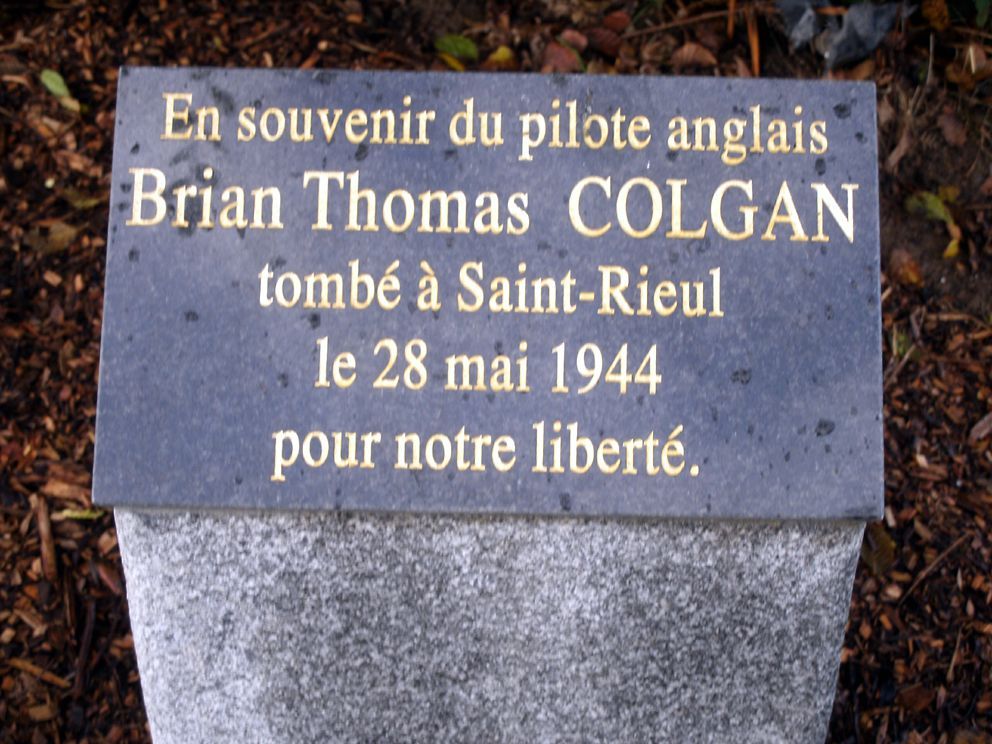 En souvenir du pilote anglais
Brian Thomas COLGAN
tombé à Saint-Rieul
le 28 mai 1944
pour notre liberté.